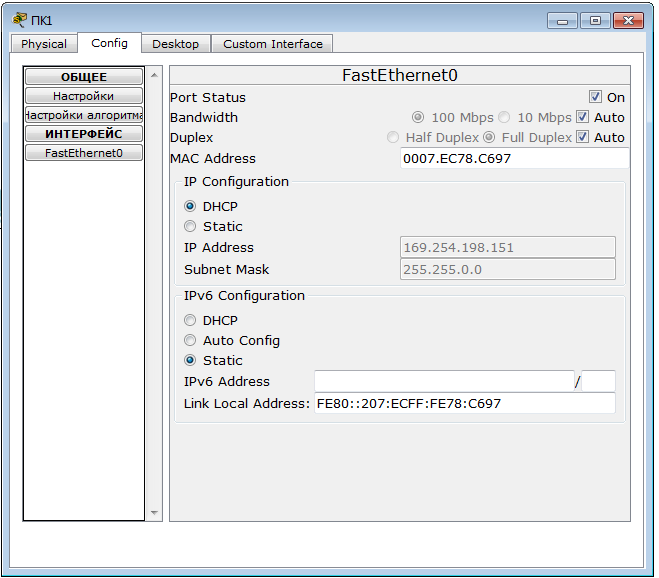 ПК1
Physical Config Desktop Custom Interface
ОБЩЕЕ
Настройки
Настройки алгоритма
ИНТЕРФЕЙС
FastEthernet0
FastEthernet0
Port Status On
Bandwidth 100 Mbps 10 Mbps Auto
Duplex Half Duplex Full Duplex Auto
MAC Address 0007.EC78.C697
IP Configuration
DHCP
Static
IP Address 169.254.198.151
Subnet Mask 255.255.0.0
IPv6 Configuration
DHCP
Auto Config
Static
IPv6 Address /
Link Local Address: FE80::207:ECFF:FE78:C697